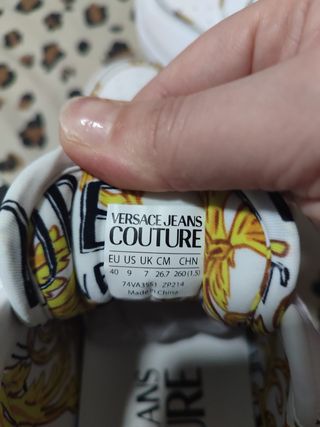 VERSACE JEANS
COUTURE
EU US UK CM CHN
40 9 7 26.7 260 (1.5)
74VA3SS1 ZP214
Made in China
JEANS
COUTURE